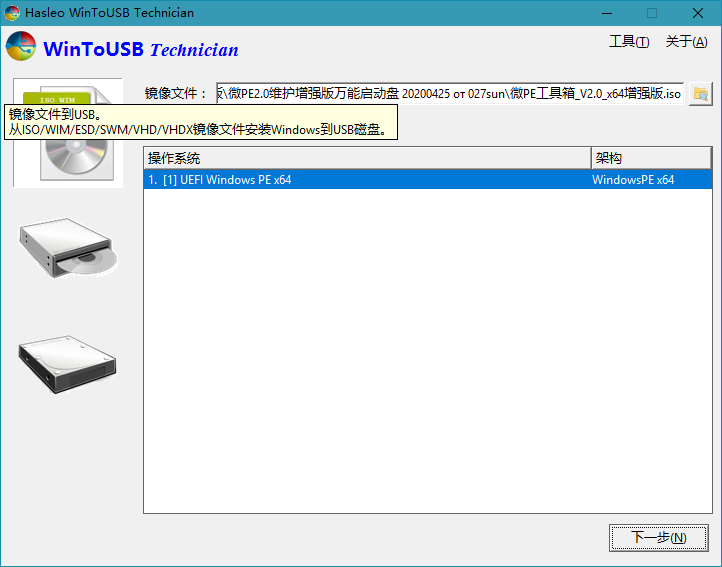 Hasleo WinToUSB Technician
WinToUSB Technician
工具(T) 关于(A)
ISO WIM
镜像文件： 反\微PE2.0维护增强版万能启动盘 20200425 от 027sun\微PE工具箱_V2.0_x64增强版.iso
镜像文件到USB。
从ISO/WIM/ESD/SWM/VHD/VHDX镜像文件安装Windows到USB磁盘。
操作系统 架构
1. [1] UEFI Windows PE x64 WindowsPE x64
下一步(N)